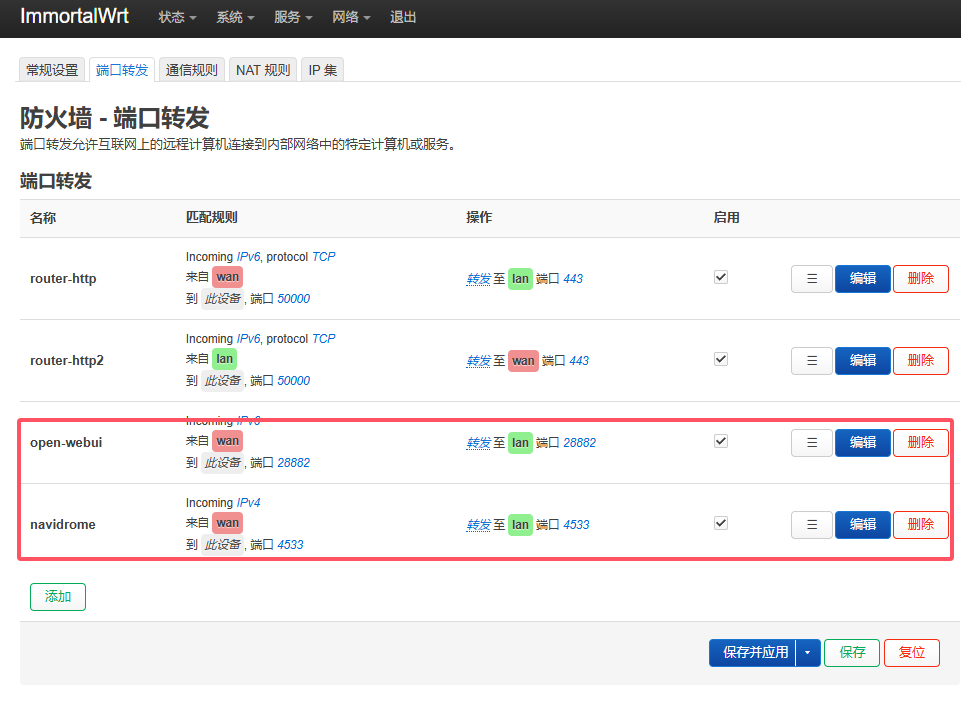 ImmortalWrt 状态 系统 服务 网络 退出
常规设置 端口转发 通信规则 NAT 规则 IP 集
防火墙 - 端口转发
端口转发允许互联网上的远程计算机连接到内部网络中的特定计算机或服务。
端口转发
名称 匹配规则 操作 启用
Incoming IPv6, protocol TCP
router-http 来自 wan 转发 至 lan 端口 443 ☰ 编辑 删除
到 此设备, 端口 50000
Incoming IPv6, protocol TCP
router-http2 来自 lan 转发 至 wan 端口 443 ☰ 编辑 删除
到 此设备, 端口 50000
Incoming IPv6
open-webui 来自 wan 转发 至 lan 端口 28882 ☰ 编辑 删除
到 此设备, 端口 28882
Incoming IPv4
navidrome 来自 wan 转发 至 lan 端口 4533 ☰ 编辑 删除
到 此设备, 端口 4533
添加
保存并应用 保存 复位